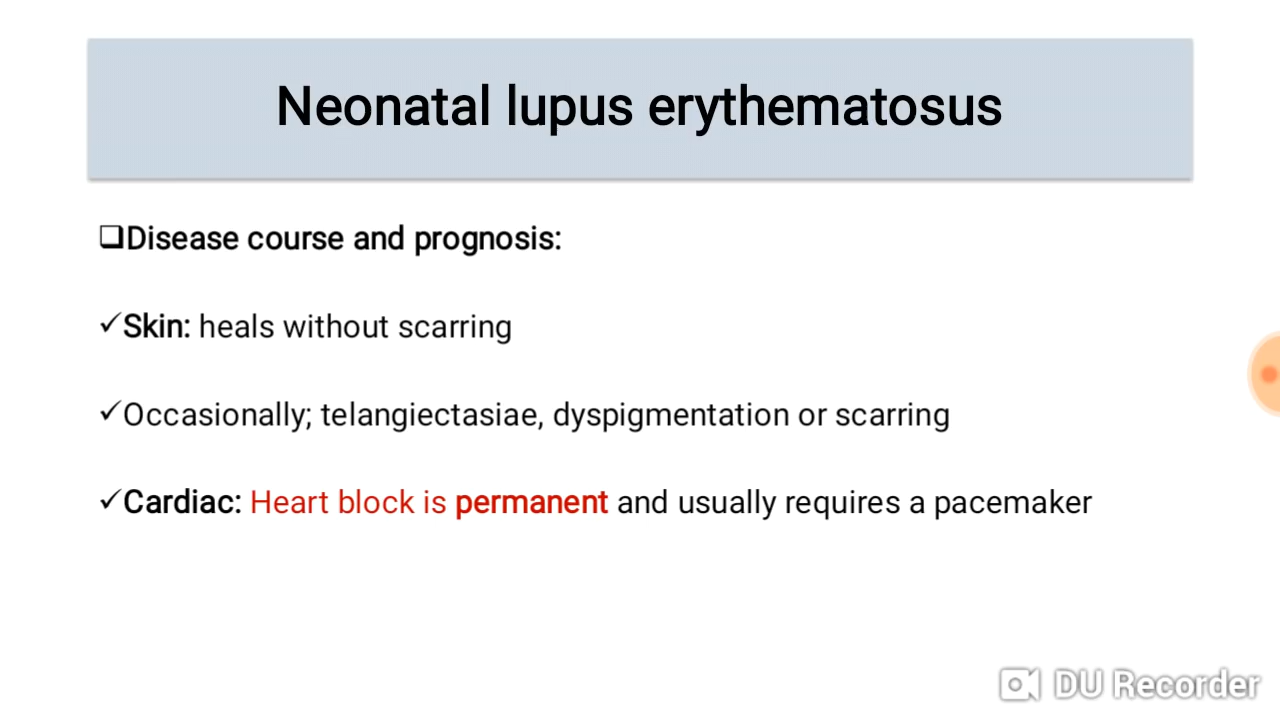 Neonatal lupus erythematosus
❑Disease course and prognosis:
✓Skin: heals without scarring
✓Occasionally; telangiectasiae, dyspigmentation or scarring
✓Cardiac: Heart block is permanent and usually requires a pacemaker
DU Recorder